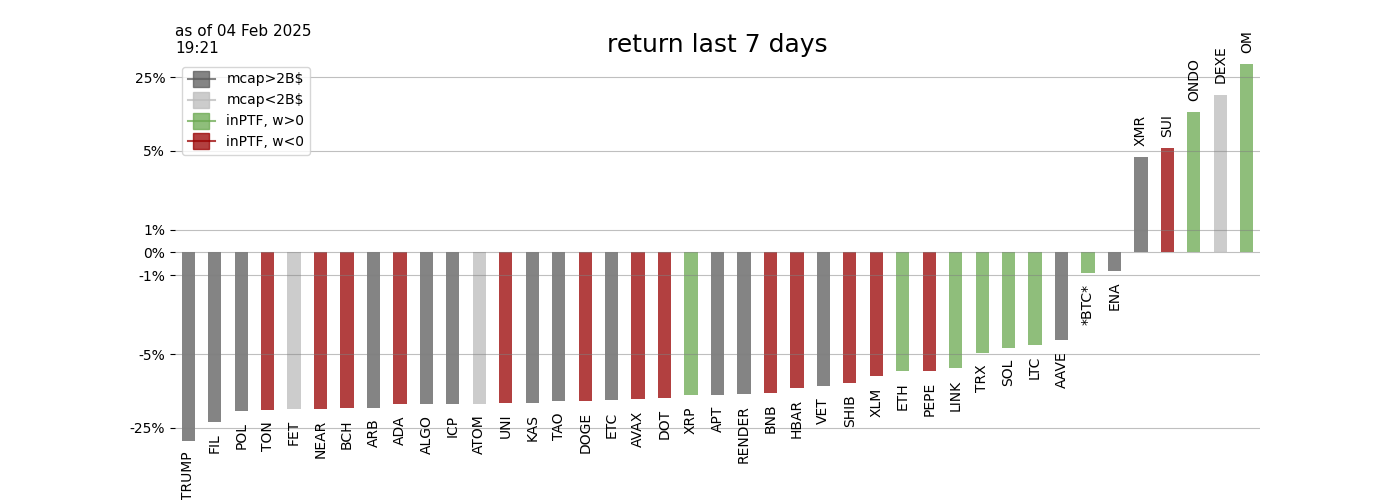 as of 04 Feb 2025
19:21
return last 7 days
mcap>2B$
mcap<2B$
inPTF, w>0
inPTF, w<0
25%
5%
1%
0%
-1%
-5%
-25%
TRUMP
FIL
POL
TON
FET
NEAR
BCH
ARB
ADA
ALGO
ICP
ATOM
UNI
KAS
TAO
DOGE
ETC
AVAX
DOT
XRP
APT
RENDER
BNB
HBAR
VET
SHIB
XLM
ETH
PEPE
LINK
TRX
SOL
LTC
AAVE
*BTC*
ENA
XMR
SUI
ONDO
DEXE
OM